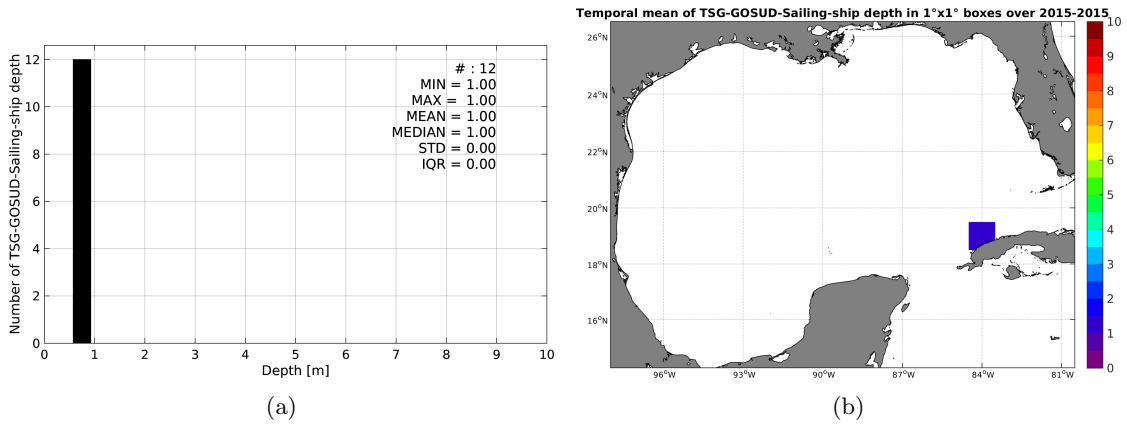 Number of TSG-GOSUD-Sailing-ship depth
12
10
8
6
4
2
0
# : 12
MIN = 1.00
MAX = 1.00
MEAN = 1.00
MEDIAN = 1.00
STD = 0.00
IQR = 0.00
0 1 2 3 4 5 6 7 8 9 10
Depth [m]
(a)
Temporal mean of TSG-GOSUD-Sailing-ship depth in 1°x1° boxes over 2015-2015
26°N
24°N
22°N
20°N
18°N
16°N
96°W 93°W 90°W 87°W 84°W 81°W
10
9
8
7
6
5
4
3
2
1
0
(b)